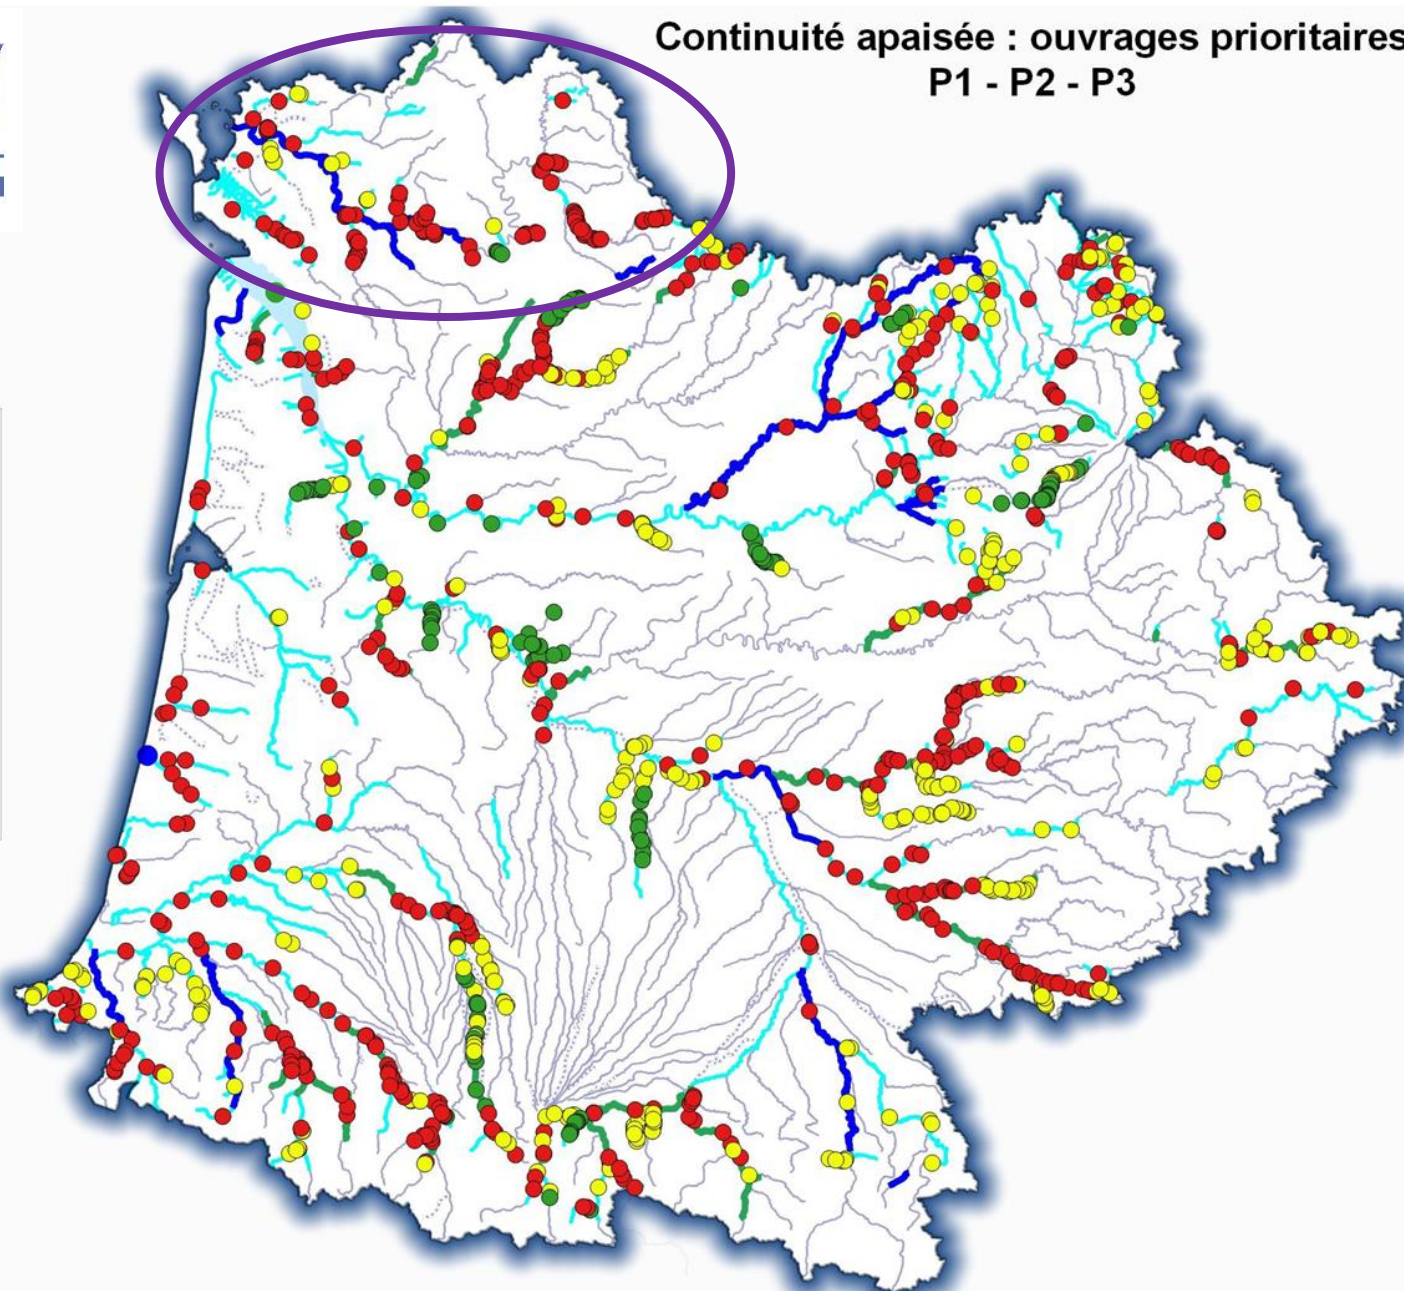 Continuité apaisée : ouvrages prioritaires
P1 - P2 - P3